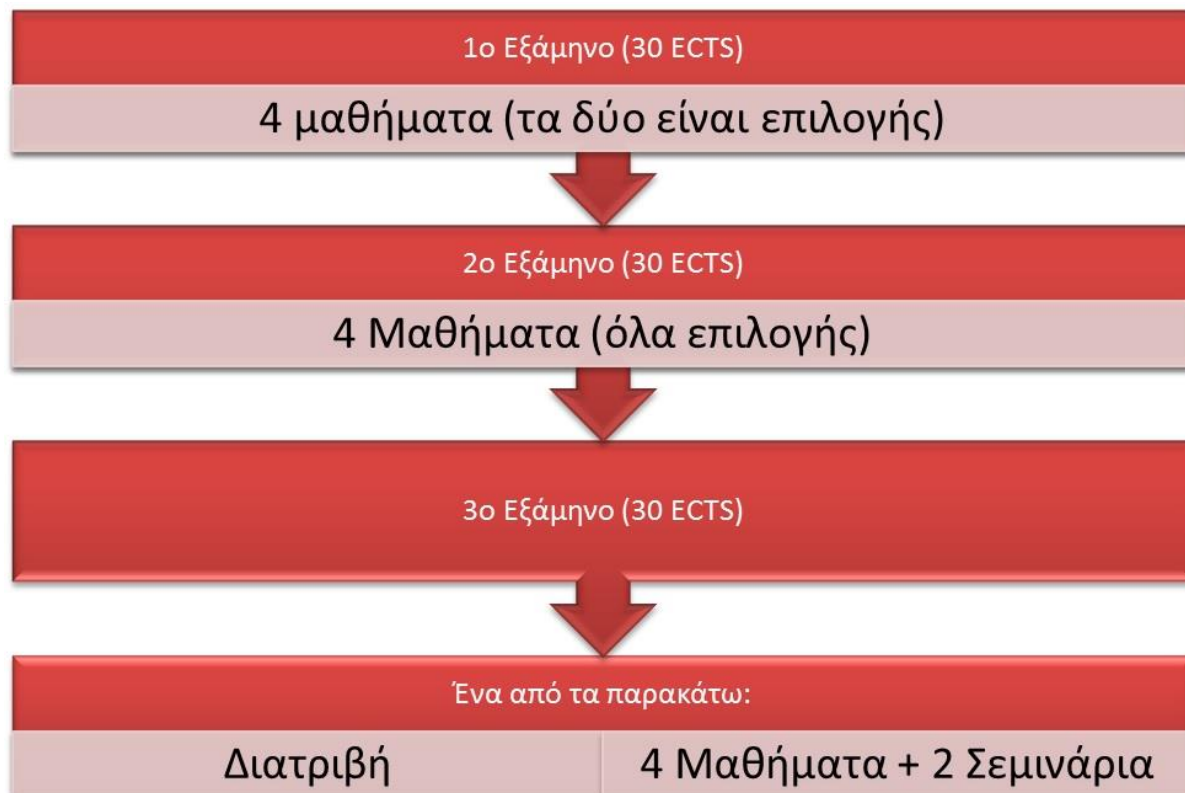 1ο Εξάμηνο (30 ECTS)
4 μαθήματα (τα δύο είναι επιλογής)
2ο Εξάμηνο (30 ECTS)
4 Μαθήματα (όλα επιλογής)
3ο Εξάμηνο (30 ECTS)
Ένα από τα παρακάτω:
Διατριβή
4 Μαθήματα + 2 Σεμινάρια